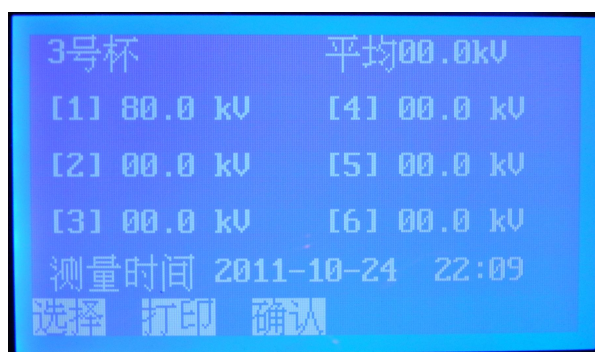 3号杯 平均00.0kV
[1] 80.0 kV [4] 00.0 kV
[2] 00.0 kV [5] 00.0 kV
[3] 00.0 kV [6] 00.0 kV
测量时间 2011-10-24 22:09
选择 打印 确认